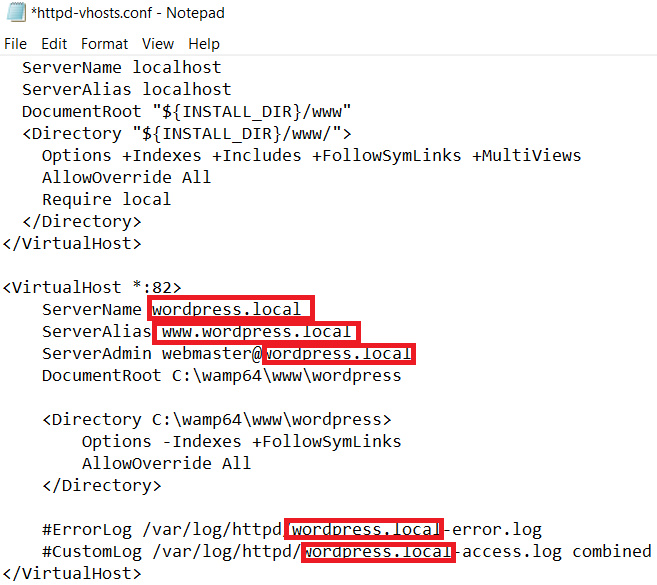 *httpd-vhosts.conf - Notepad
File Edit Format View Help
ServerName localhost
ServerAlias localhost
DocumentRoot "${INSTALL_DIR}/www"
<Directory "${INSTALL_DIR}/www/">
Options +Indexes +Includes +FollowSymLinks +MultiViews
AllowOverride All
Require local
</Directory>
</VirtualHost>
<VirtualHost *:82>
ServerName wordpress.local
ServerAlias www.wordpress.local
ServerAdmin webmaster@wordpress.local
DocumentRoot C:\wamp64\www\wordpress
<Directory C:\wamp64\www\wordpress>
Options -Indexes +FollowSymLinks
AllowOverride All
</Directory>
#ErrorLog /var/log/httpd/wordpress.local-error.log
#CustomLog /var/log/httpd/wordpress.local-access.log combined
</VirtualHost>